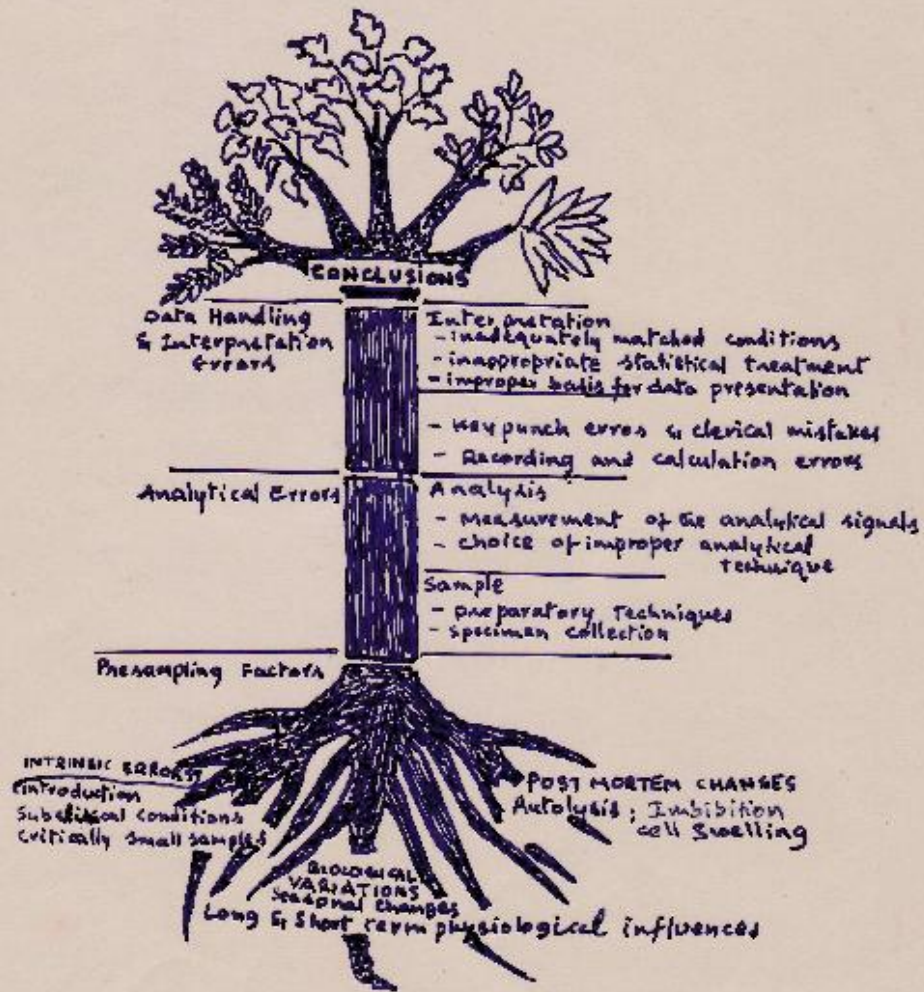 CONCLUSIONS
Data Handling
& Interpretation
Errors
Interpretation
- inadequately matched conditions
- inappropriate statistical treatment
- improper basis for data presentation
- Key punch erros & clerical mistakes
- Recording and calculation errors
Analytical Errors
Analysis
- Measurement of the analytical signals
- choice of improper analytical
technique
Sample
- preparatory Techniques
- specimen collection
Presampling Factors
INTRINSIC ERRORS
introduction
Subclinical conditions
Critically small samples
POST MORTEM CHANGES
Autolysis; Imbibition
cell Swelling
BIOLOGICAL
VARIATIONS
Seasonal changes
Long & Short term physiological influences